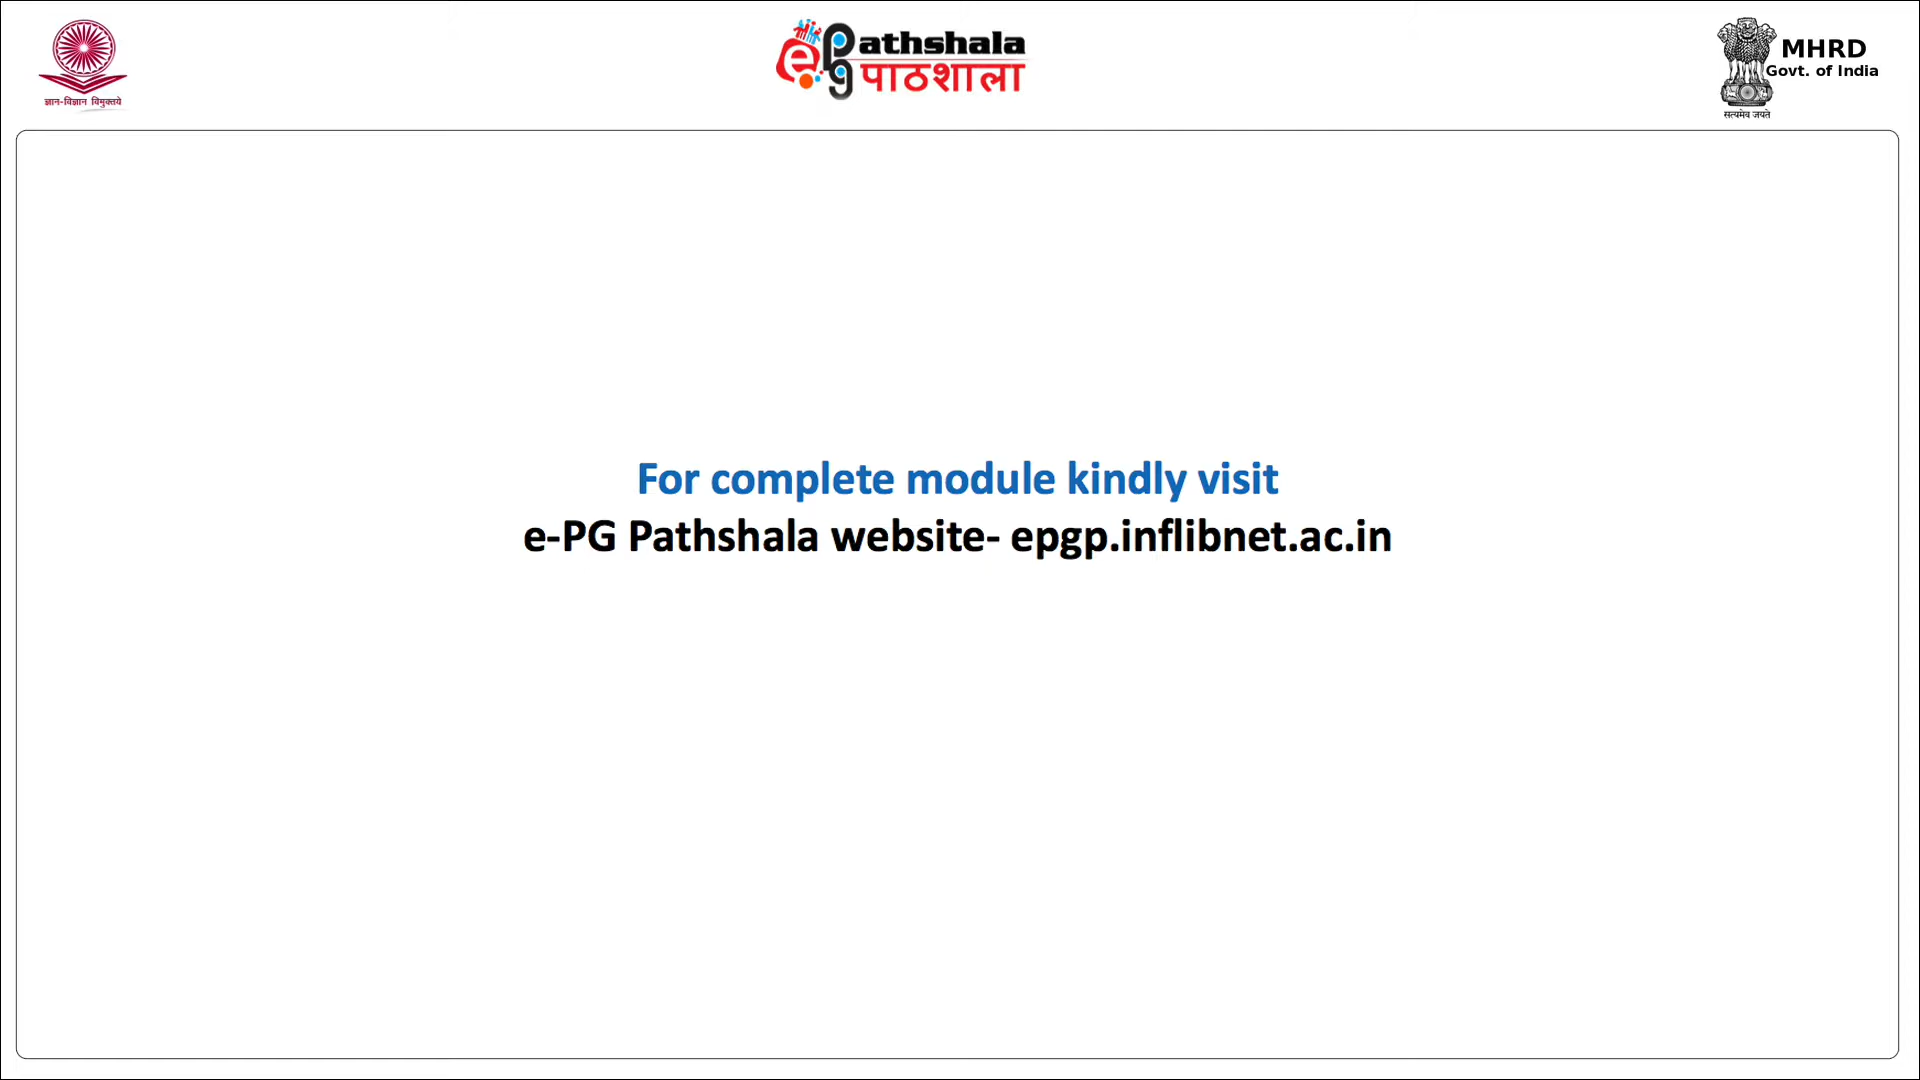 ज्ञान-विज्ञान विमुक्तये
ePg Pathshala
पाठशाला
MHRD
Govt. of India
सत्यमेव जयते
For complete module kindly visit
e-PG Pathshala website- epgp.inflibnet.ac.in